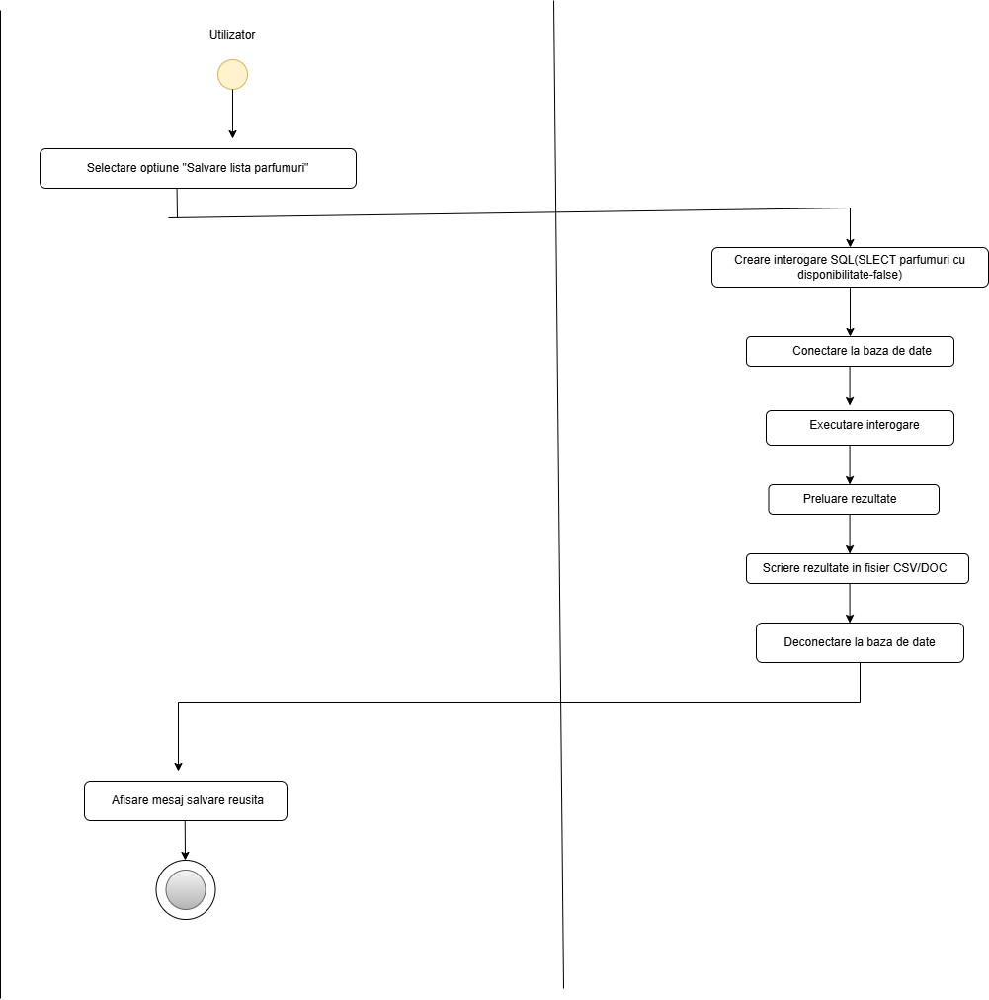 Utilizator
Selectare optiune "Salvare lista parfumuri"
Creare interogare SQL(SLECT parfumuri cu
disponibilitate-false)
Conectare la baza de date
Executare interogare
Preluare rezultate
Scriere rezultate in fisier CSV/DOC
Deconectare la baza de date
Afisare mesaj salvare reusita